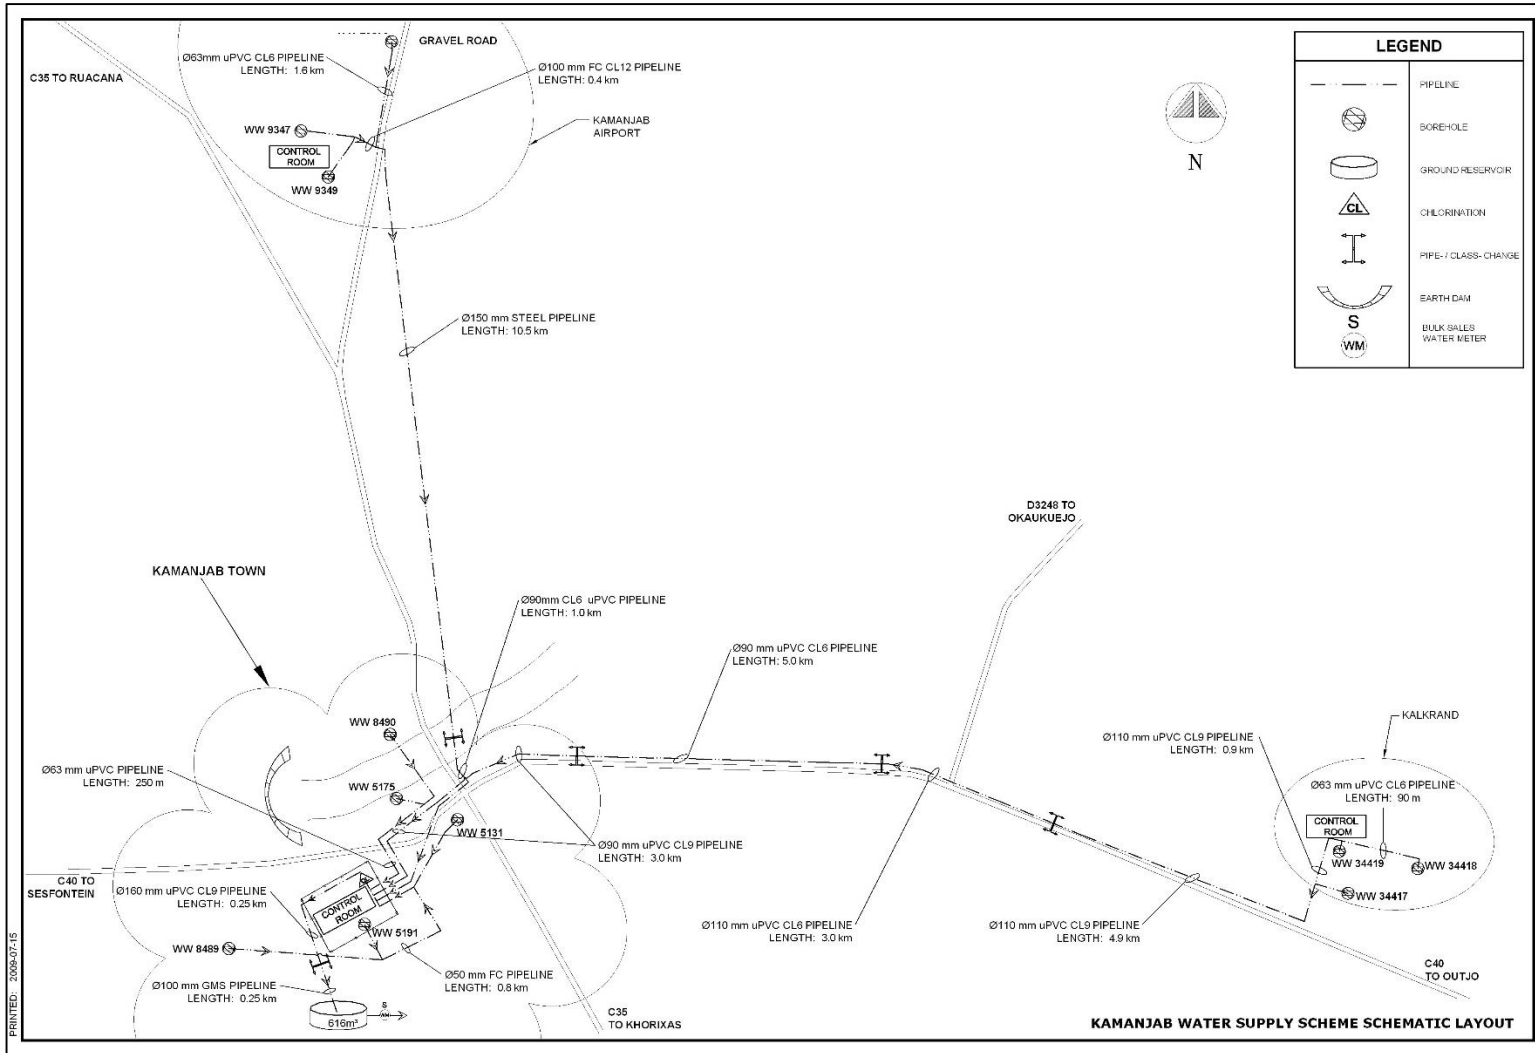 GRAVEL ROAD
Ø63mm uPVC CL6 PIPELINE
LENGTH: 1.6 km
C35 TO RUACANA
Ø100 mm FC CL12 PIPELINE
LENGTH: 0.4 km
WW 9347
KAMANJAB
AIRPORT
CONTROL
ROOM
WW 9349
N
LEGEND
PIPELINE
BOREHOLE
GROUND RESERVOIR
CL
CHLORINATION
PIPE- / CLASS- CHANGE
EARTH DAM
S
WM
BULK SALES
WATER METER
Ø150 mm STEEL PIPELINE
LENGTH: 10.5 km
D3248 TO
OKAUKUEJO
KAMANJAB TOWN
Ø90mm CL6 uPVC PIPELINE
LENGTH: 1.0 km
Ø90 mm uPVC CL6 PIPELINE
LENGTH: 5.0 km
WW 8490
KALKRAND
Ø110 mm uPVC CL9 PIPELINE
LENGTH: 0.9 km
Ø63 mm uPVC PIPELINE
LENGTH: 250 m
WW 5175
Ø63 mm uPVC CL6 PIPELINE
LENGTH: 90 m
CONTROL
ROOM
WW 5131
Ø90 mm uPVC CL9 PIPELINE
LENGTH: 3.0 km
WW 34419
WW 34418
WW 34417
C40 TO
SESFONTEIN
Ø160 mm uPVC CL9 PIPELINE
LENGTH: 0.25 km
CONTROL
ROOM
WW 5191
Ø110 mm uPVC CL6 PIPELINE
LENGTH: 3.0 km
Ø110 mm uPVC CL9 PIPELINE
LENGTH: 4.9 km
WW 8489
Ø50 mm FC PIPELINE
LENGTH: 0.8 km
C40
TO OUTJO
Ø100 mm GMS PIPELINE
LENGTH: 0.25 km
S
616m³
C35
TO KHORIXAS
KAMANJAB WATER SUPPLY SCHEME SCHEMATIC LAYOUT
PRINTED: 2009-07-15